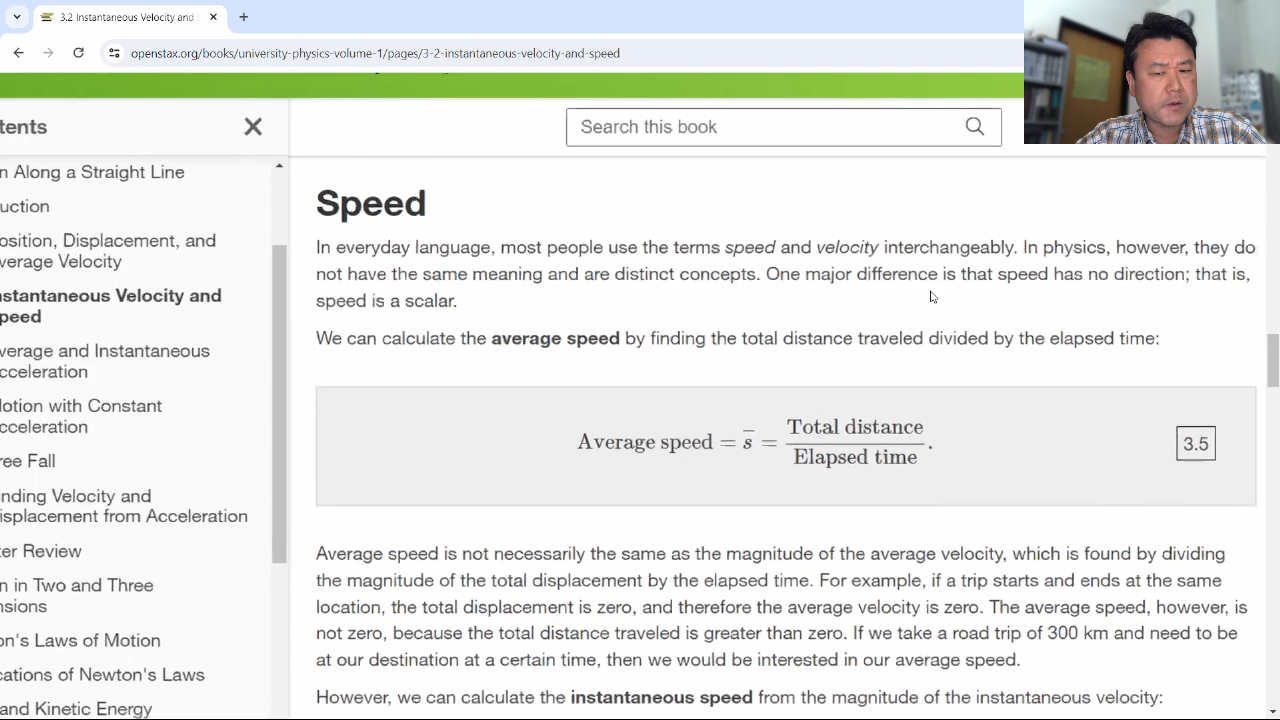 3.2 Instantaneous Velocity and
openstax.org/books/university-physics-volume-1/pages/3-2-instantaneous-velocity-and-speed
tents
Search this book
n Along a Straight Line
uction
osition, Displacement, and
verage Velocity
nstantaneous Velocity and
peed
verage and Instantaneous
cceleration
otion with Constant
cceleration
ree Fall
nding Velocity and
isplacement from Acceleration
ter Review
n in Two and Three
nsions
on's Laws of Motion
cations of Newton's Laws
and Kinetic Energy
Speed
In everyday language, most people use the terms speed and velocity interchangeably. In physics, however, they do
not have the same meaning and are distinct concepts. One major difference is that speed has no direction; that is,
speed is a scalar.
We can calculate the average speed by finding the total distance traveled divided by the elapsed time:
Average speed = s̄ = Total distance / Elapsed time.
3.5
Average speed is not necessarily the same as the magnitude of the average velocity, which is found by dividing
the magnitude of the total displacement by the elapsed time. For example, if a trip starts and ends at the same
location, the total displacement is zero, and therefore the average velocity is zero. The average speed, however, is
not zero, because the total distance traveled is greater than zero. If we take a road trip of 300 km and need to be
at our destination at a certain time, then we would be interested in our average speed.
However, we can calculate the instantaneous speed from the magnitude of the instantaneous velocity: